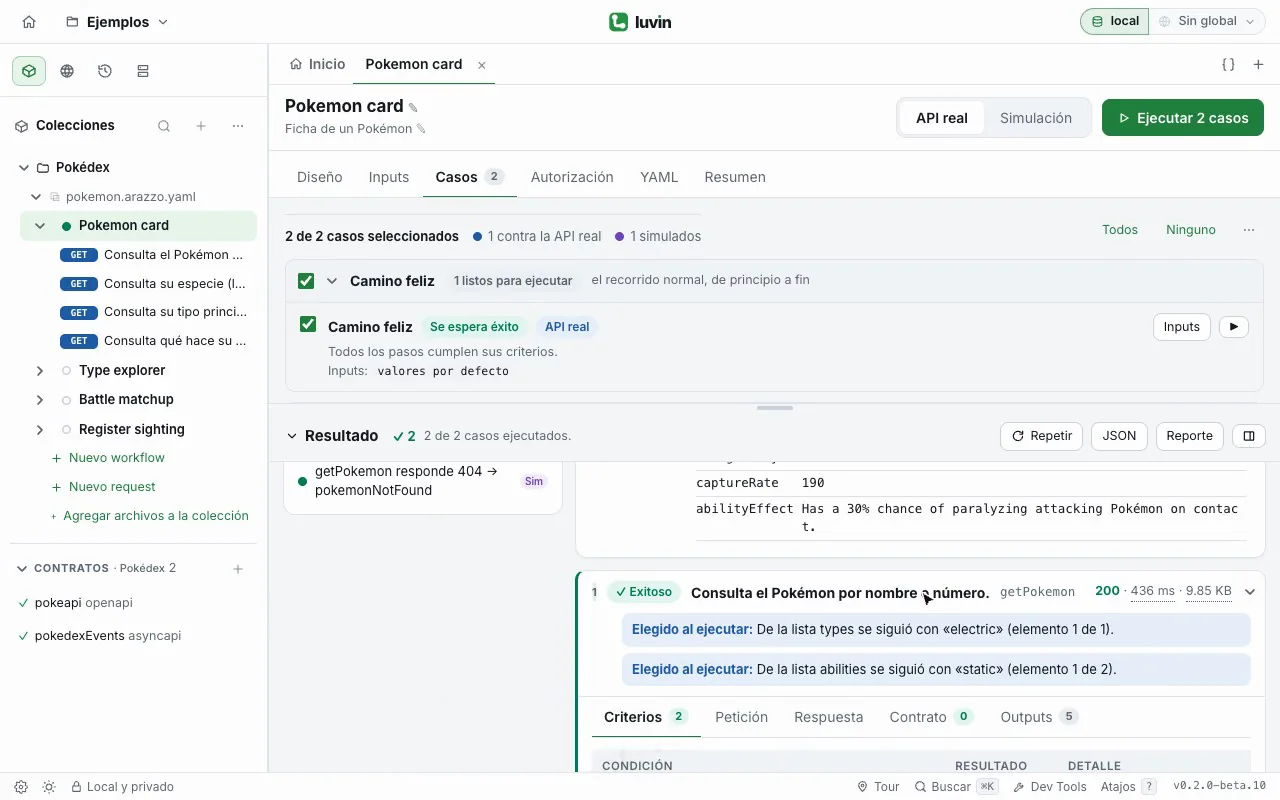 Ejemplos
luvin
local
Sin global
Inicio
Pokemon card
Colecciones
Pokédex
pokemon.arazzo.yaml
Pokemon card
GET Consulta el Pokémon ...
GET Consulta su especie (l...
GET Consulta su tipo princi...
GET Consulta qué hace su ...
Type explorer
Battle matchup
Register sighting
+ Nuevo workflow
+ Nuevo request
+ Agregar archivos a la colección
CONTRATOS · Pokédex 2
pokeapi openapi
pokedexEvents asyncapi
Pokemon card
Ficha de un Pokémon
API real
Simulación
Ejecutar 2 casos
Diseño
Inputs
Casos 2
Autorización
YAML
Resumen
2 de 2 casos seleccionados
1 contra la API real
1 simulados
Todos
Ninguno
Camino feliz
1 listos para ejecutar
el recorrido normal, de principio a fin
Camino feliz
Se espera éxito
API real
Todos los pasos cumplen sus criterios.
Inputs: valores por defecto
Inputs
Resultado
✓ 2
2 de 2 casos ejecutados.
Repetir
JSON
Reporte
getPokemon responde 404 →
pokemonNotFound
Sim
captureRate 190
abilityEffect Has a 30% chance of paralyzing attacking Pokémon on contac
t.
1 ✓ Exitoso Consulta el Pokémon por nombre o número. getPokemon 200 · 436 ms · 9.85 KB
Elegido al ejecutar: De la lista types se siguió con «electric» (elemento 1 de 1).
Elegido al ejecutar: De la lista abilities se siguió con «static» (elemento 1 de 2).
Criterios 2
Petición
Respuesta
Contrato 0
Outputs 5
CONDICIÓN
RESULTADO
DETALLE
Local y privado
Tour
Buscar ⌘K
Dev Tools
Atajos ?
v0.2.0-beta.10